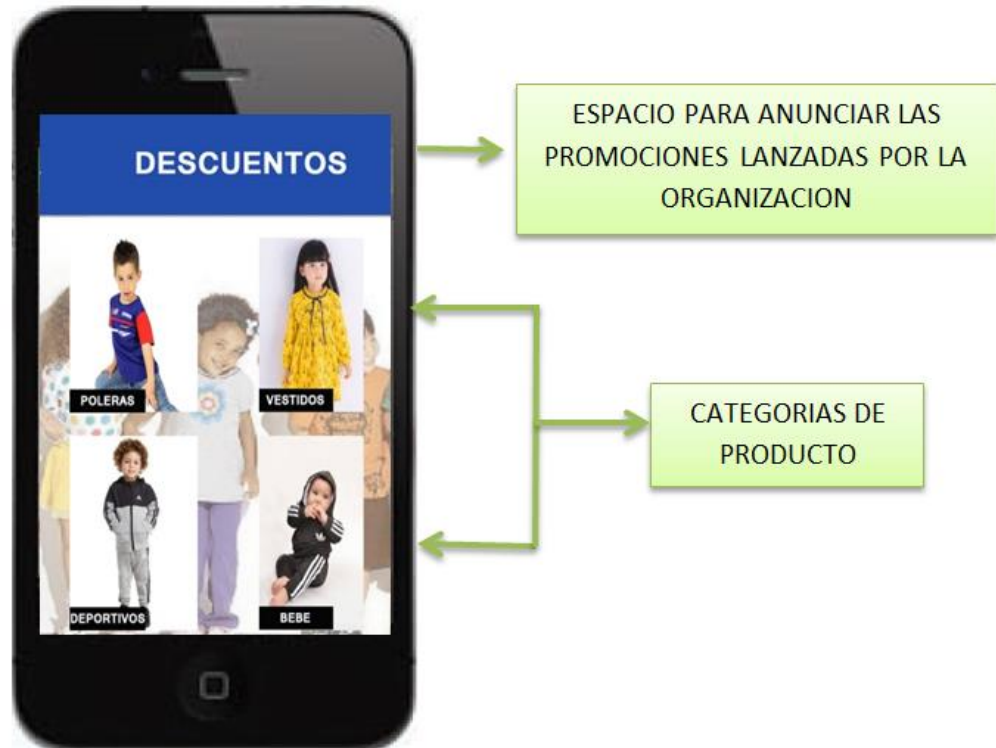 DESCUENTOS
ESPACIO PARA ANUNCIAR LAS
PROMOCIONES LANZADAS POR LA
ORGANIZACION
POLERAS
VESTIDOS
CATEGORIAS DE
PRODUCTO
DEPORTIVOS
BEBE